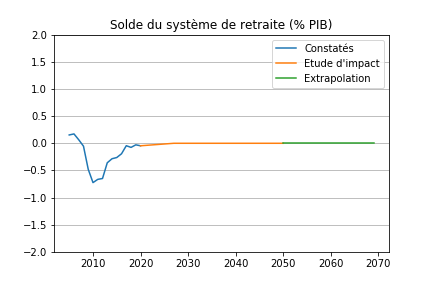 Solde du système de retraite (% PIB)
2.0
1.5
1.0
0.5
0.0
−0.5
−1.0
−1.5
−2.0
Constatés
Etude d'impact
Extrapolation
2010 2020 2030 2040 2050 2060 2070